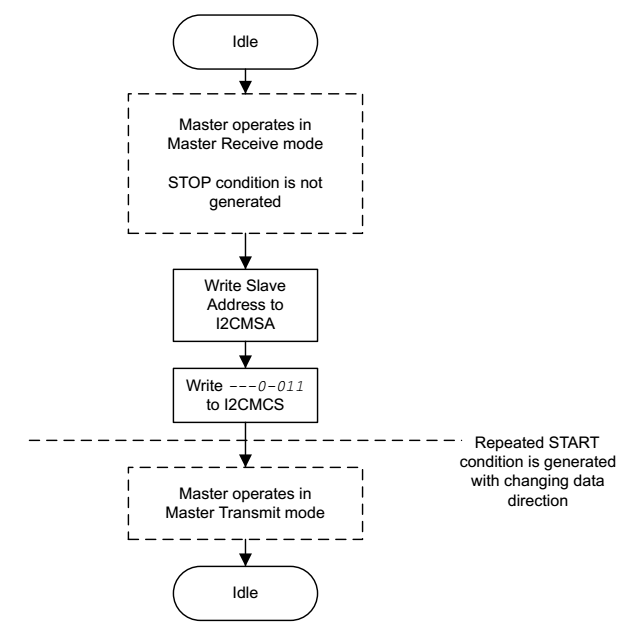 Idle
Master operates in
Master Receive mode
STOP condition is not
generated
Write Slave
Address to
I2CMSA
Write ---0-011
to I2CMCS
Repeated START
condition is generated
with changing data
direction
Master operates in
Master Transmit mode
Idle